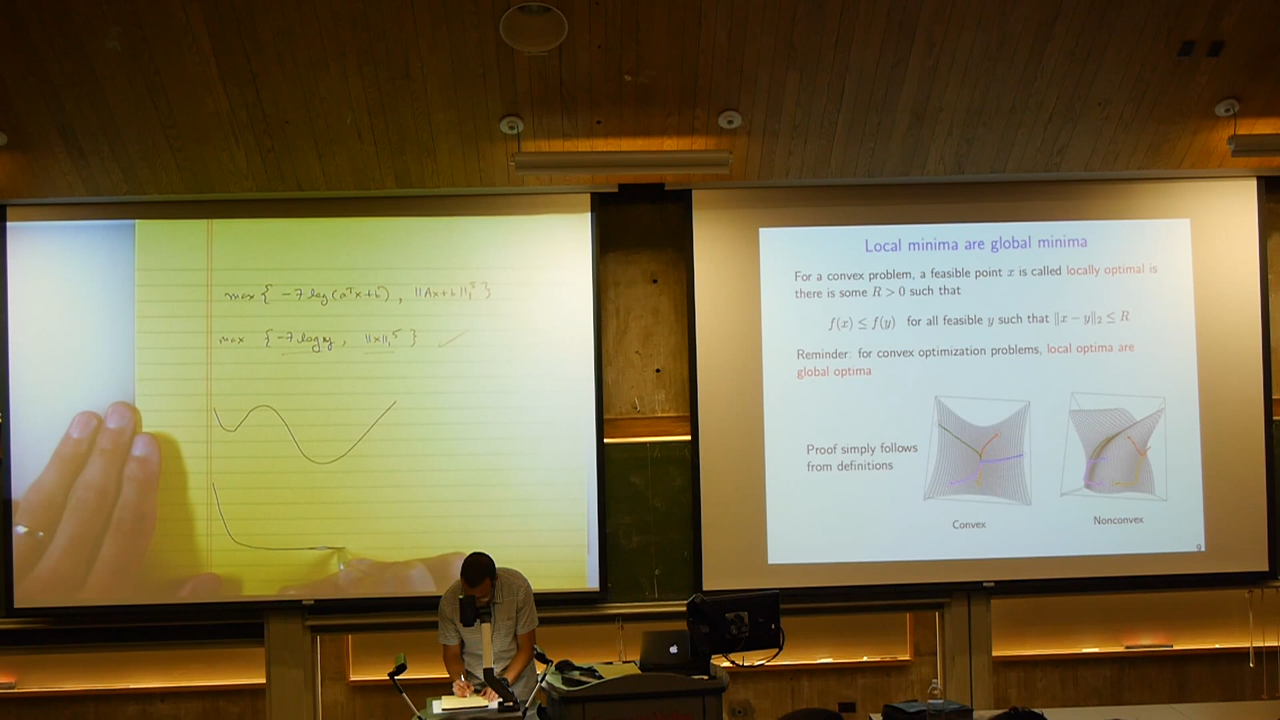 max { -7 log(aᵀx+b) , ||Ax+b||₁⁵ }
max { -7 log x , ||x||₁⁵ } ✓
Local minima are global minima
For a convex problem, a feasible point x is called locally optimal is
there is some R > 0 such that
f(x) ≤ f(y) for all feasible y such that ‖x − y‖₂ ≤ R
Reminder: for convex optimization problems, local optima are
global optima
Proof simply follows
from definitions
Convex
Nonconvex
9